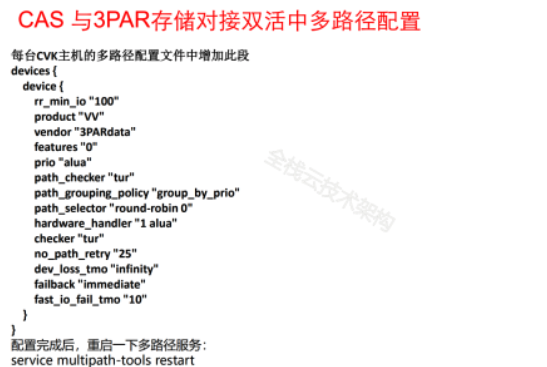 CAS 与3PAR存储对接双活中多路径配置
每台CVK主机的多路径配置文件中增加此段
devices {
device {
rr_min_io "100"
product "VV"
vendor "3PARdata"
features "0"
prio "alua"
path_checker "tur"
path_grouping_policy "group_by_prio"
path_selector "round-robin 0"
hardware_handler "1 alua"
checker "tur"
no_path_retry "25"
dev_loss_tmo "infinity"
failback "immediate"
fast_io_fail_tmo "10"
}
}
配置完成后，重启一下多路径服务：
service multipath-tools restart
全栈云技术架构